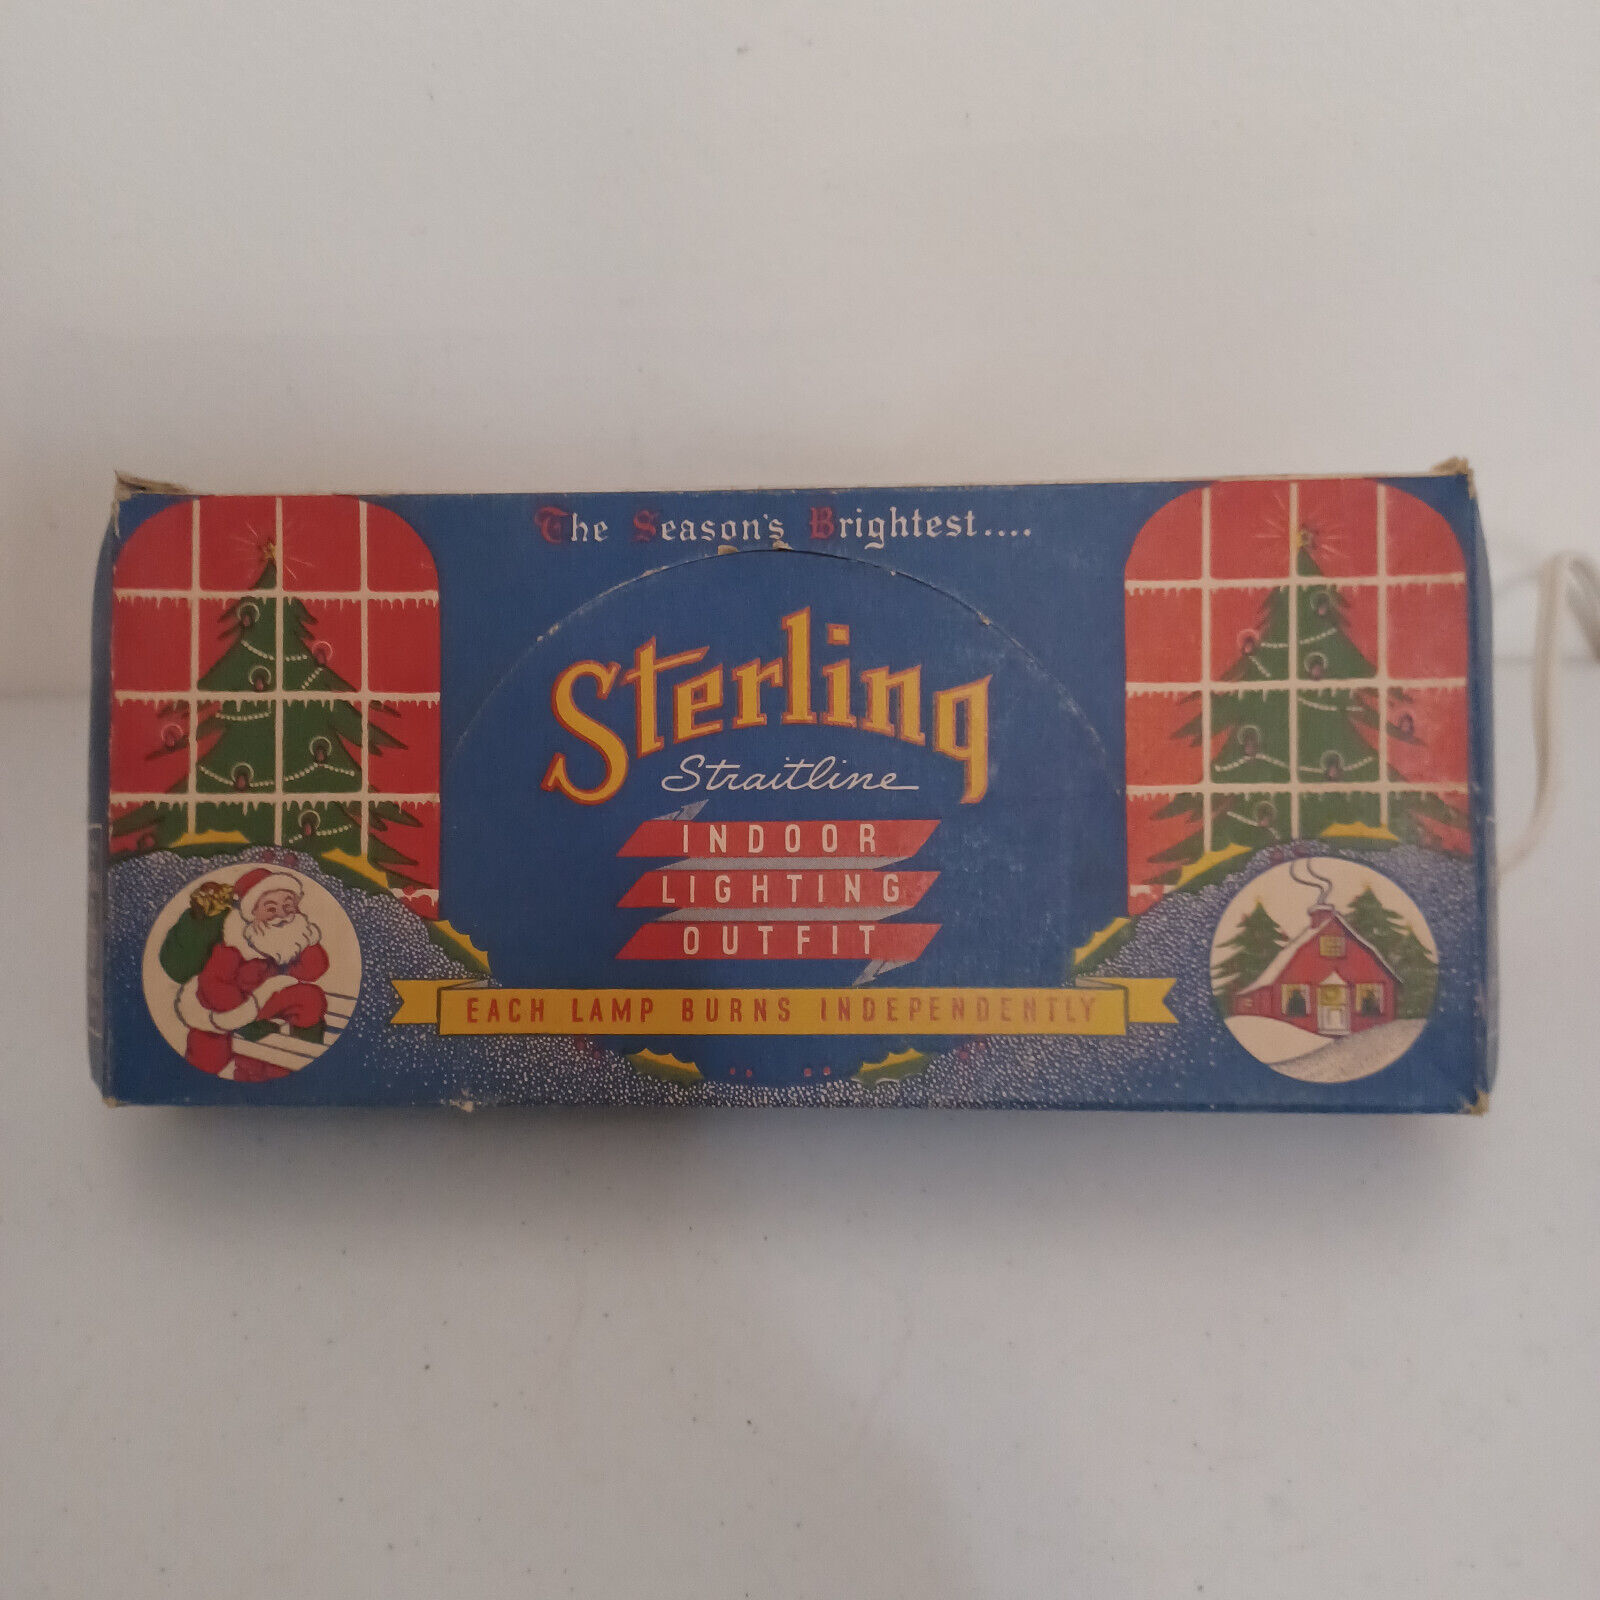 The Season's Brightest....
Sterling
Straitline
INDOOR
LIGHTING
OUTFIT
EACH LAMP BURNS INDEPENDENTLY